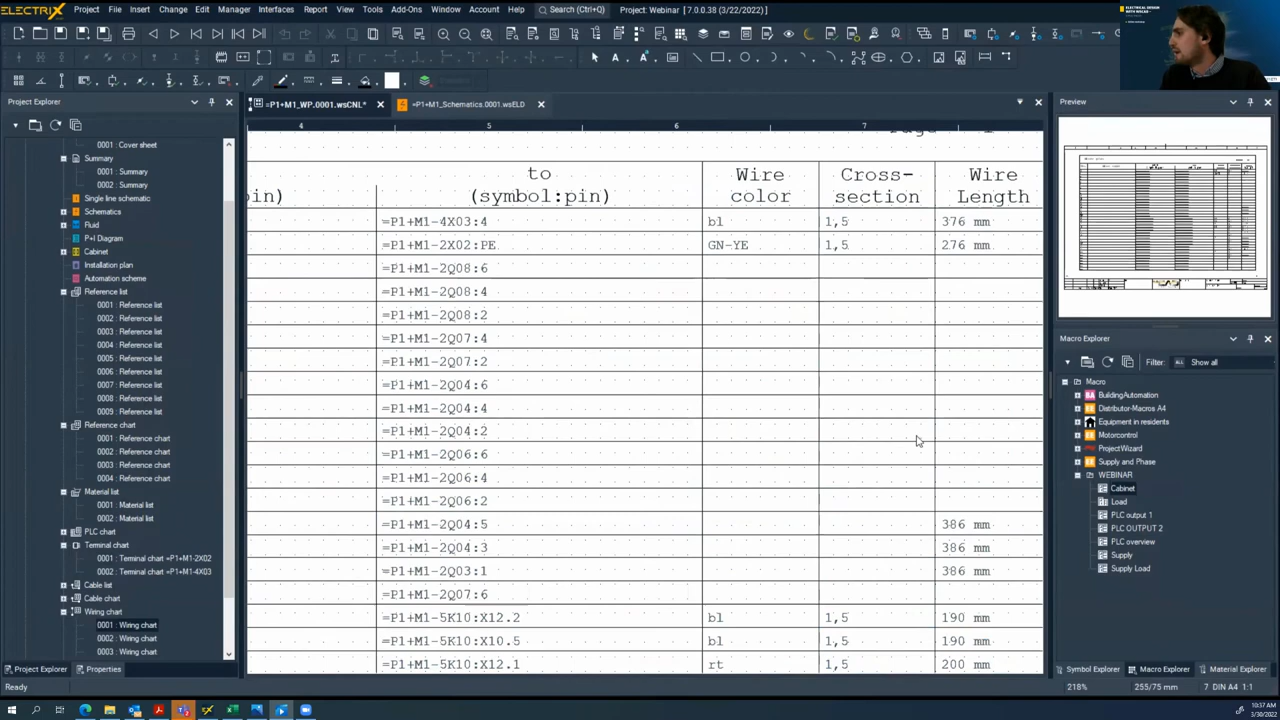 ELECTRIX
Project File Insert Change Edit Manager Interfaces Report View Tools Add-Ons Window Account Help Search (Ctrl+Q) Project: Webinar [ 7.0.0.38 (3/22/22) ]
ELECTRICAL DESIGN
Project Explorer
=P1+M1_WP.0001.wsCNL*
=P1+M1_Schematics.0001.wsELD
0001 : Cover sheet
Summary
0001 : Summary
0002 : Summary
Single line schematic
Schematics
Fluid
P+I Diagram
Cabinet
Installation plan
Automation scheme
Reference list
0001 : Reference list
0002 : Reference list
0003 : Reference list
0004 : Reference list
0005 : Reference list
0006 : Reference list
0007 : Reference list
0008 : Reference list
0009 : Reference list
Reference chart
0001 : Reference chart
0002 : Reference chart
0003 : Reference chart
0004 : Reference chart
Material list
0001 : Material list
0002 : Material list
PLC chart
Terminal chart
0001 : Terminal chart =P1+M1-2X02
0002 : Terminal chart =P1+M1-4X03
Cable list
Cable chart
Wiring chart
0001 : Wiring chart
0002 : Wiring chart
0003 : Wiring chart
Project Explorer Properties
4 5 6 7
to Wire Cross- Wire
pin) (symbol:pin) color section Length
=P1+M1-4X03:4 bl 1,5 376 mm
=P1+M1-2X02:PE GN-YE 1,5 276 mm
=P1+M1-2Q08:6
=P1+M1-2Q08:4
=P1+M1-2Q08:2
=P1+M1-2Q07:4
=P1+M1-2Q07:2
=P1+M1-2Q04:6
=P1+M1-2Q04:4
=P1+M1-2Q04:2
=P1+M1-2Q06:6
=P1+M1-2Q06:4
=P1+M1-2Q06:2
=P1+M1-2Q04:5 386 mm
=P1+M1-2Q04:3 386 mm
=P1+M1-2Q03:1 386 mm
=P1+M1-2Q07:6
=P1+M1-5K10:X12.2 bl 1,5 190 mm
=P1+M1-5K10:X10.5 bl 1,5 190 mm
=P1+M1-5K10:X12.1 rt 1,5 200 mm
Preview
Macro Explorer
Filter: ALL Show all
Macro
BuildingAutomation
Distributor-Macros A4
Equipment in residents
Motorcontrol
ProjectWizard
Supply and Phase
WEBINAR
Cabinet
Load
PLC output 1
PLC OUTPUT 2
PLC overview
Supply
Supply Load
Symbol Explorer Macro Explorer Material Explorer
Ready
218% 255/75 mm 7 DIN A4 1:1
10:37 AM
3/30/2022